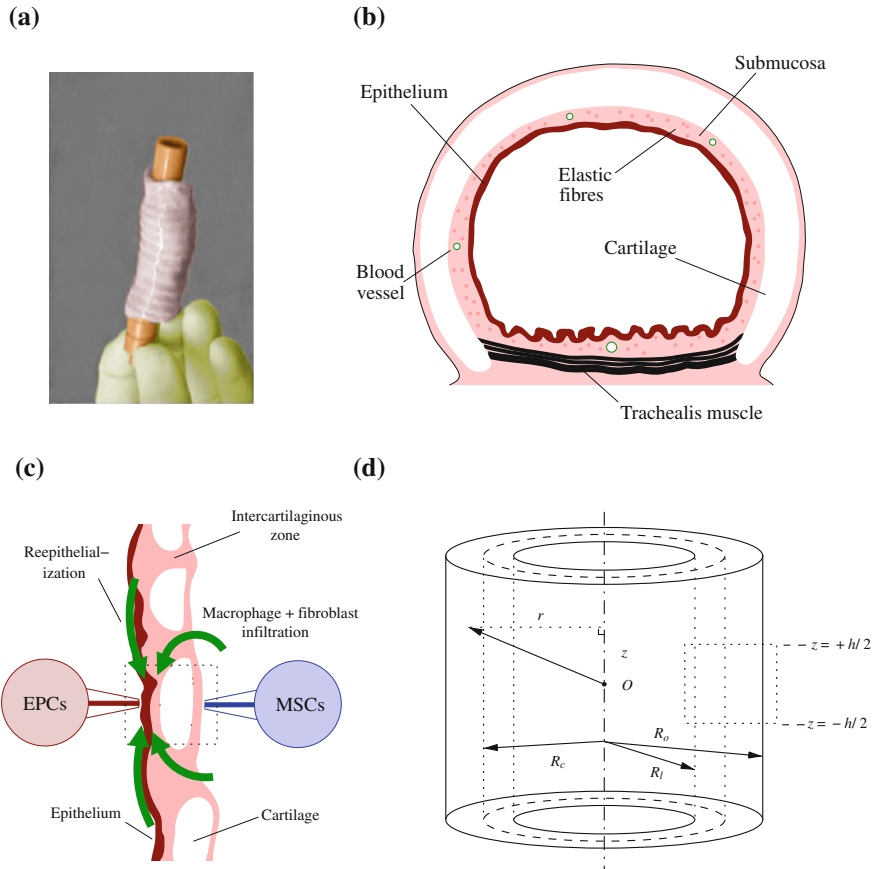 (a)
(b)
Submucosa
Epithelium
Elastic
fibres
Cartilage
Blood
vessel
Trachealis muscle
(c)
Intercartilaginous
zone
Reepithelial–
ization
Macrophage + fibroblast
infiltration
EPCs
MSCs
Epithelium
Cartilage
(d)
r
z
O
z = +h/2
z = −h/2
R_o
R_c
R_l